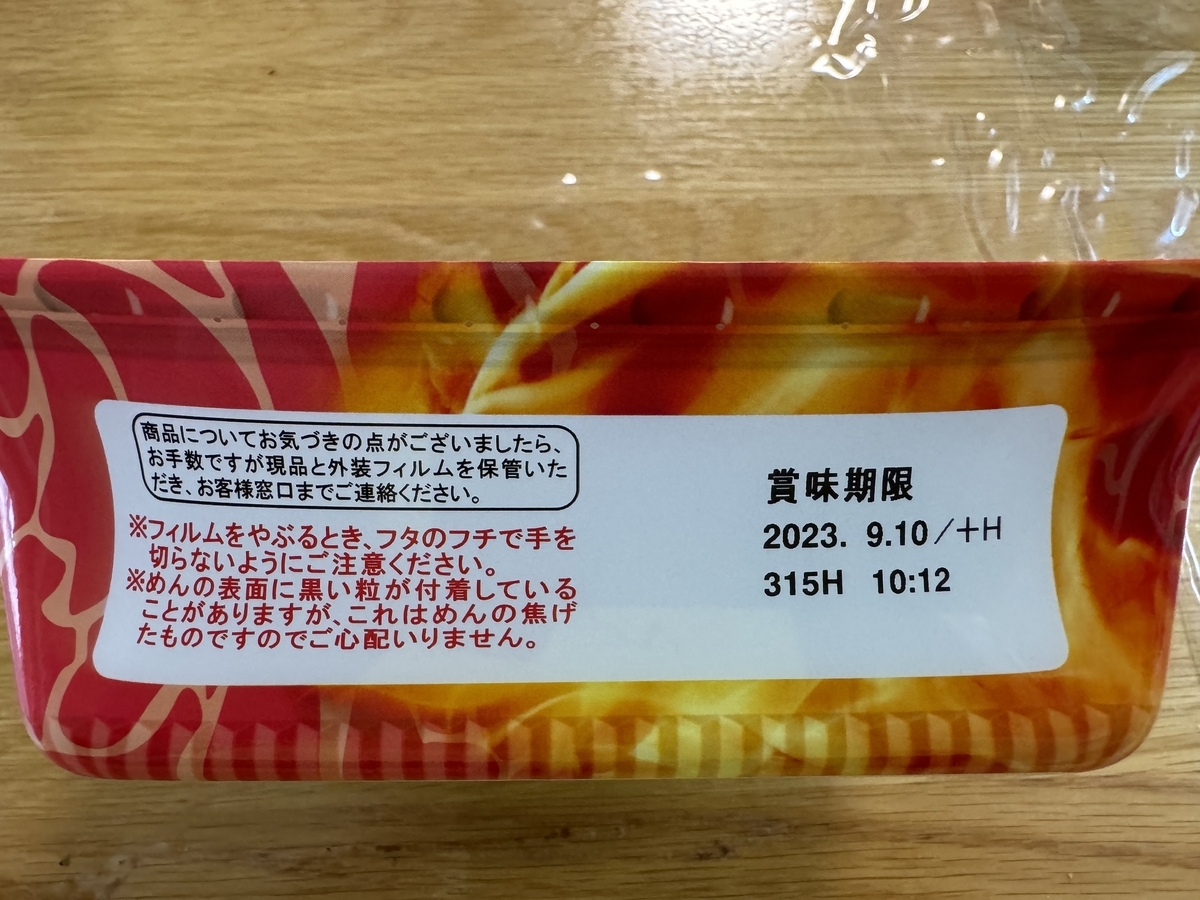 商品についてお気づきの点がございましたら、
お手数ですが現品と外装フィルムを保管いた
だき、お客様窓口までご連絡ください。
※フィルムをやぶるとき、フタのフチで手を
切らないようにご注意ください。
※めんの表面に黒い粒が付着している
ことがありますが、これはめんの焦げ
たものですのでご心配いりません。
賞味期限
2023. 9.10/+H
315H 10:12